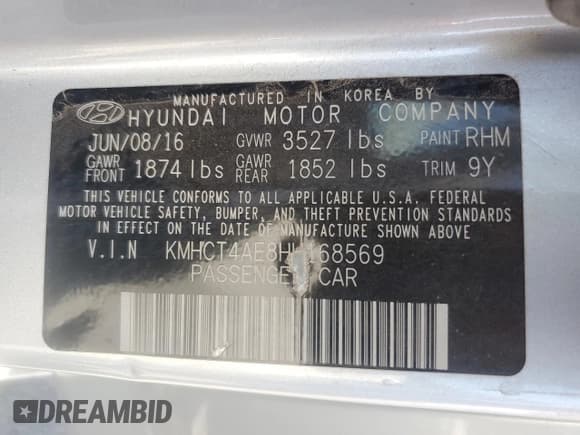 MANUFACTURED IN KOREA BY
HYUNDAI MOTOR COMPANY
JUN/08/16 GVWR 3527 lbs PAINT RHM
GAWR FRONT 1874 lbs GAWR REAR 1852 lbs TRIM 9Y
THIS VEHICLE CONFORMS TO ALL APPLICABLE U.S.A. FEDERAL
MOTOR VEHICLE SAFETY, BUMPER, AND THEFT PREVENTION STANDARDS
IN EFFECT ON THE DATE OF MANUFACTURE SHOWN ABOVE
V.I.N
PASSENGER CAR
DREAMBID